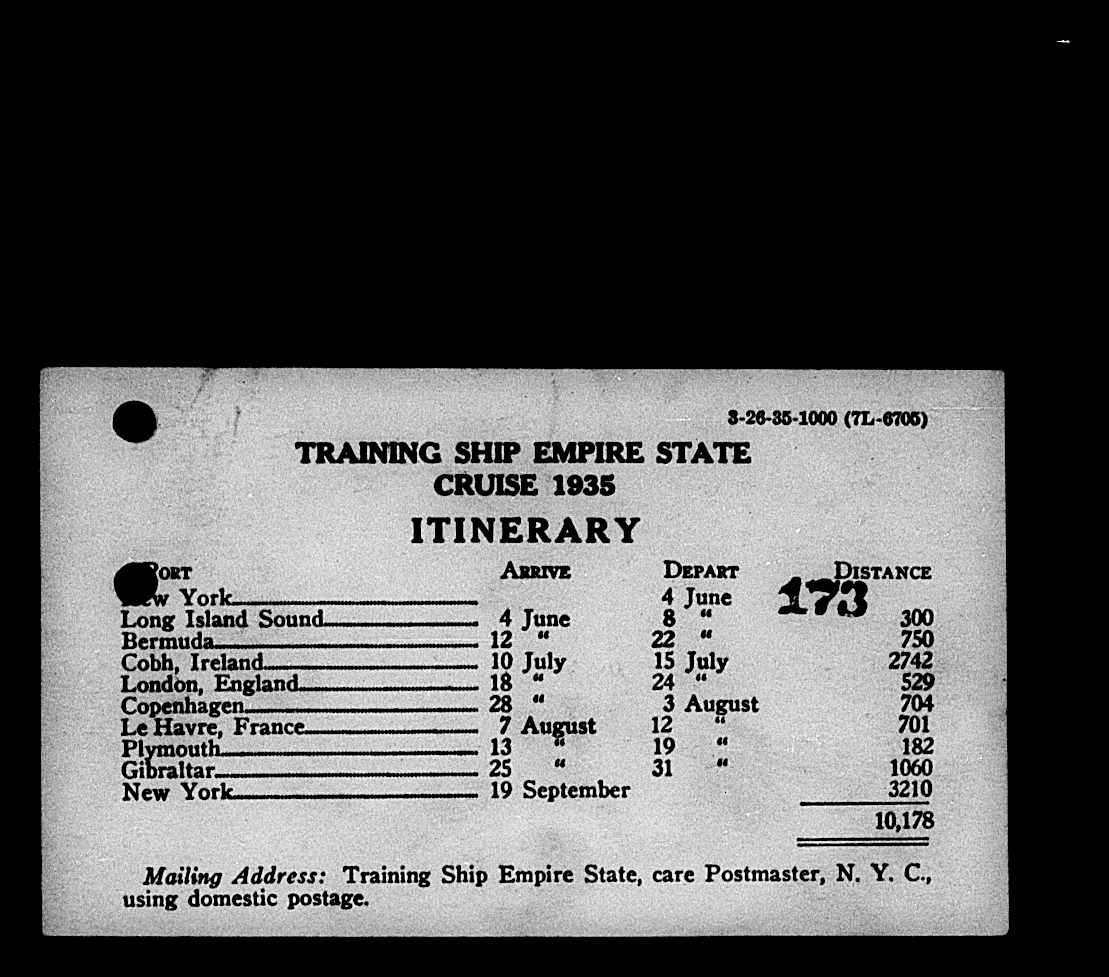 3-26-35-1000 (7L-6705)
TRAINING SHIP EMPIRE STATE
CRUISE 1935
ITINERARY
PORT ARRIVE DEPART DISTANCE
New York 4 June 173
Long Island Sound 4 June 8 “ 300
Bermuda 12 “ 22 “ 750
Cobh, Ireland 10 July 15 July 2742
London, England 18 “ 24 “ 529
Copenhagen 28 “ 3 August 704
Le Havre, France 7 August 12 “ 701
Plymouth 13 “ 19 “ 182
Gibraltar 25 “ 31 “ 1060
New York 19 September 3210
10,178
Mailing Address: Training Ship Empire State, care Postmaster, N. Y. C.,
using domestic postage.